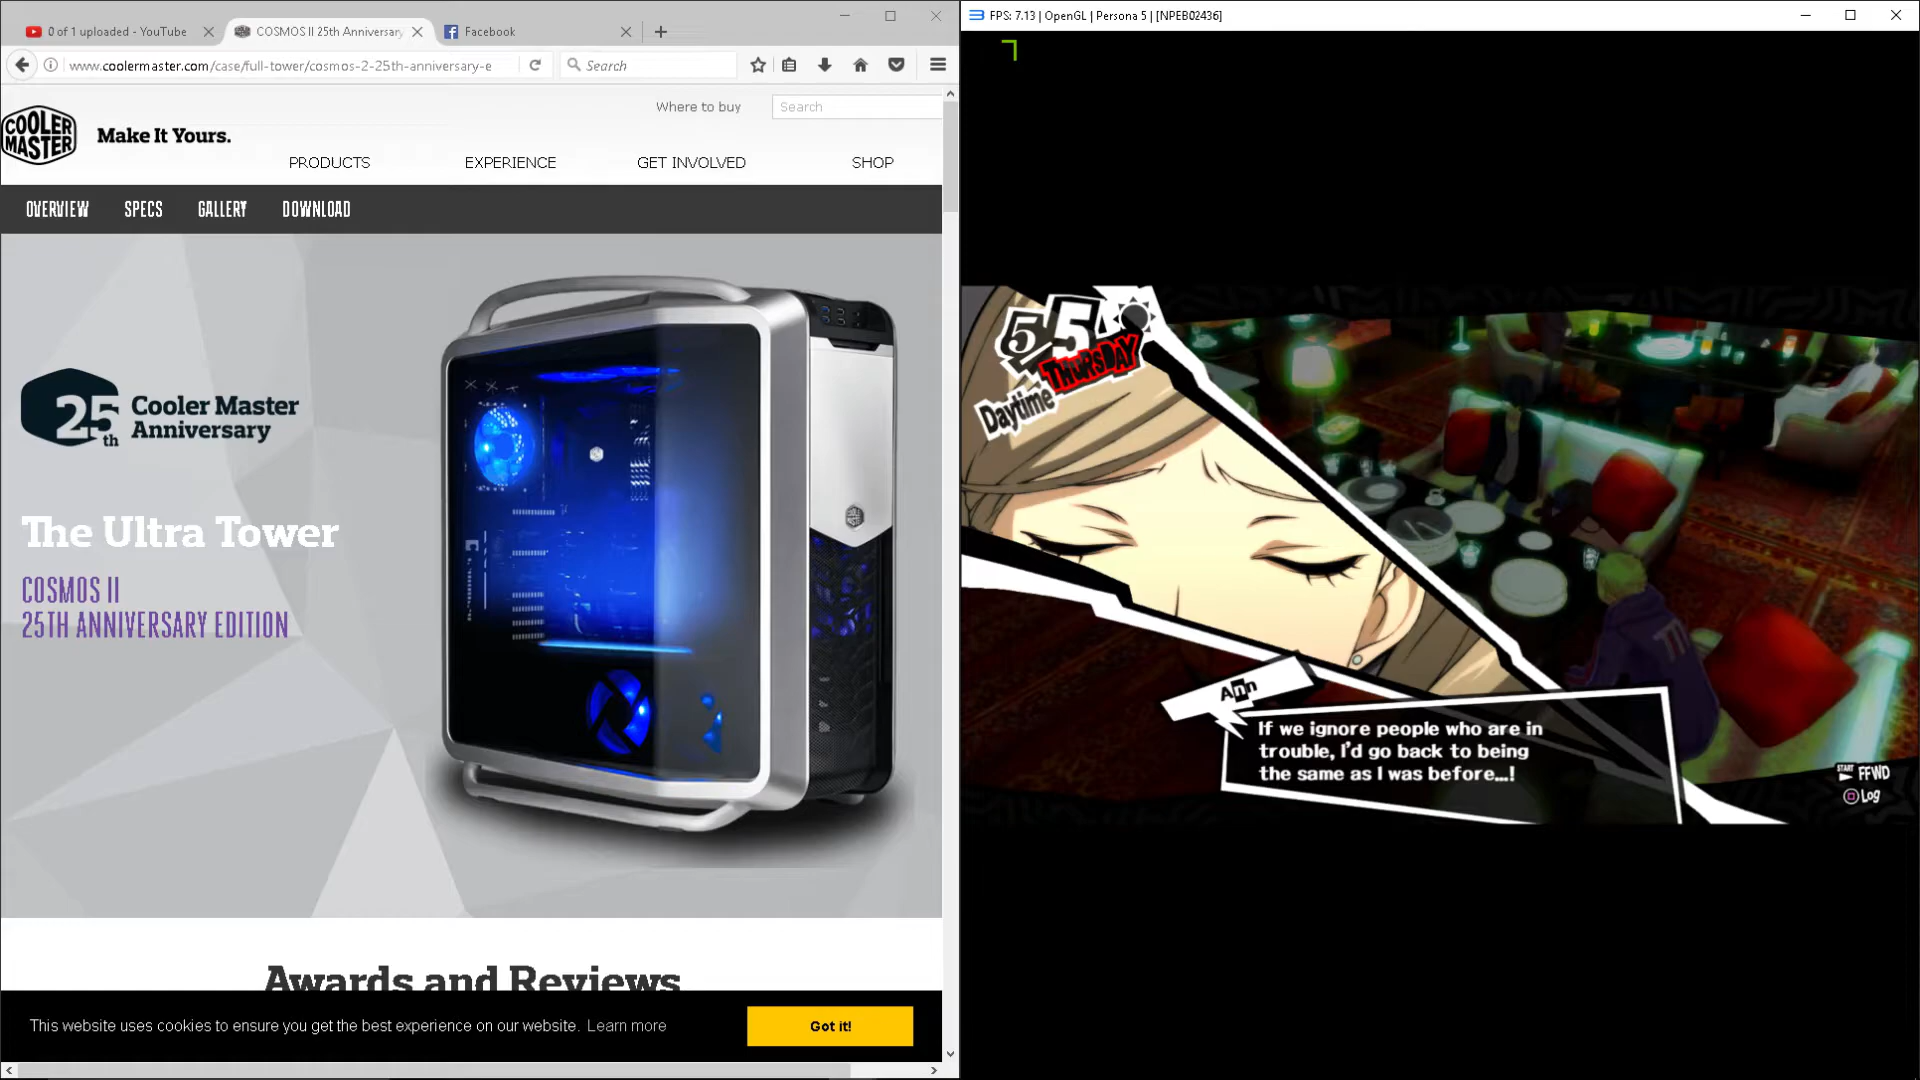 0 of 1 uploaded - YouTube
COSMOS II 25th Anniversary
Facebook
www.coolermaster.com/case/full-tower/cosmos-2-25th-anniversary-e
Search
Where to buy
Search
COOLER
MASTER
Make It Yours.
PRODUCTS EXPERIENCE GET INVOLVED SHOP
OVERVIEW SPECS GALLERY DOWNLOAD
25th
Cooler Master
Anniversary
The Ultra Tower
COSMOS II
25TH ANNIVERSARY EDITION
Awards and Reviews
This website uses cookies to ensure you get the best experience on our website. Learn more
Got it!
FPS: 7.13 | OpenGL | Persona 5 | [NPEB02436]
5/5
THURSDAY
Daytime
Ann
If we ignore people who are in
trouble, I'd go back to being
the same as I was before...!
START FFWD
Log